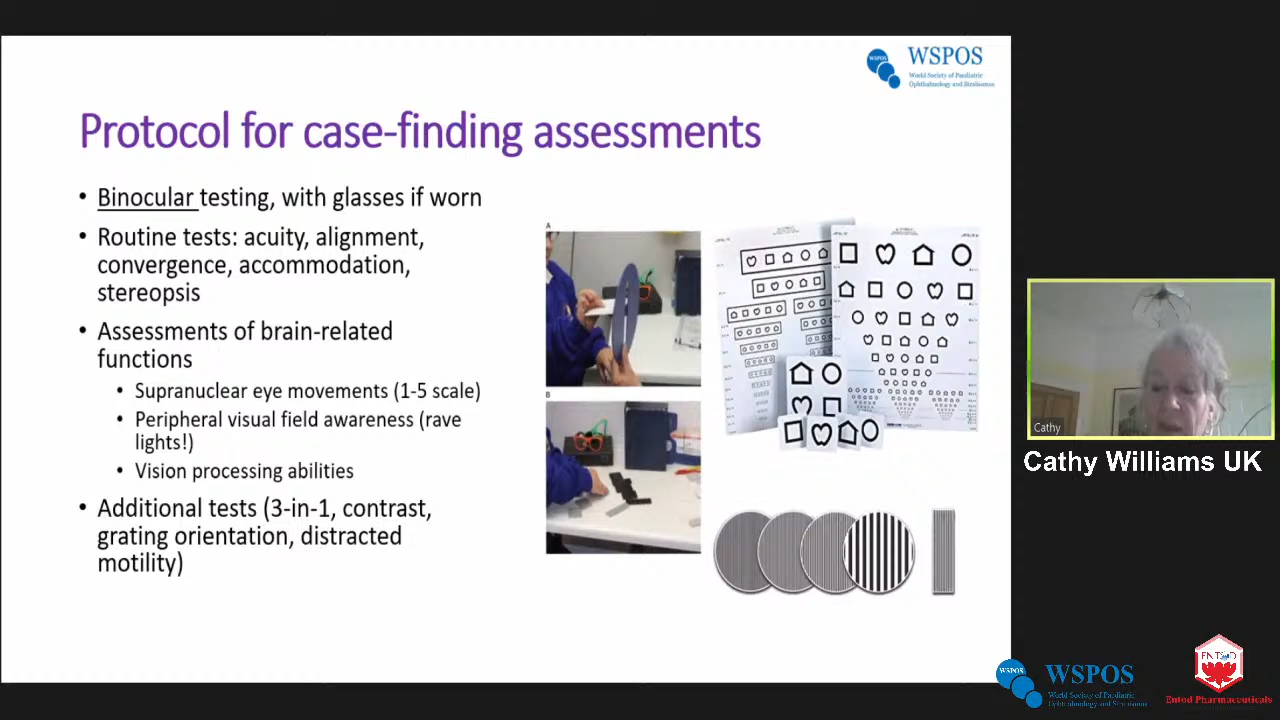 WSPOS
WSPOS
World Society of Paediatric
Ophthalmology and Strabismus
Protocol for case-finding assessments
• Binocular testing, with glasses if worn
• Routine tests: acuity, alignment,
convergence, accommodation,
stereopsis
• Assessments of brain-related
functions
• Supranuclear eye movements (1-5 scale)
• Peripheral visual field awareness (rave
lights!)
• Vision processing abilities
• Additional tests (3-in-1, contrast,
grating orientation, distracted
motility)
A
B
Cathy
Cathy Williams UK
WSPOS
WSPOS
World Society of Paediatric
Ophthalmology and Strabismus
ENTOD
Entod Pharmaceuticals